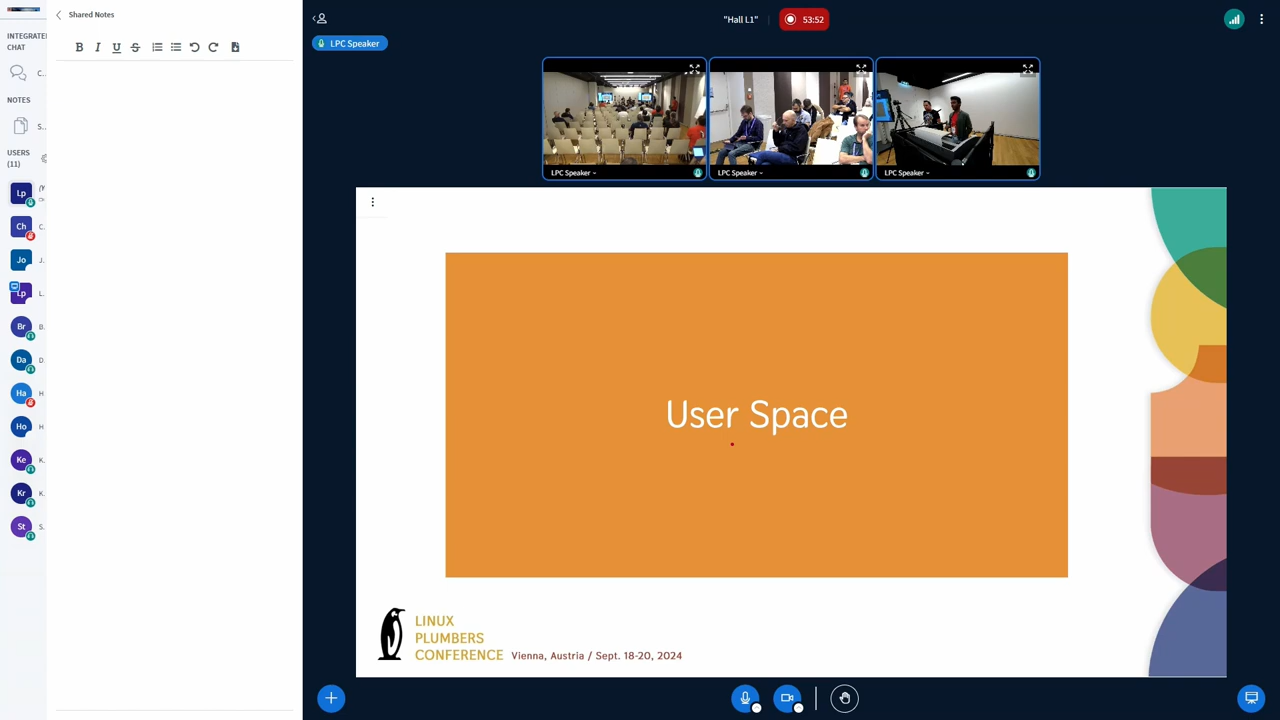 Shared Notes
INTEGRATE
CHAT
C.
NOTES
S..
USERS
(11)
Lp
Ch
C.
Jo
J.
Lp
L.
Br
B.
Da
D.
Ha
H
Ho
H
Ke
K.
Kr
K.
St
S.
B I U S
"Hall L1"
53:52
LPC Speaker
LPC Speaker
LPC Speaker
LPC Speaker
User Space
LINUX
PLUMBERS
CONFERENCE
Vienna, Austria / Sept. 18-20, 2024